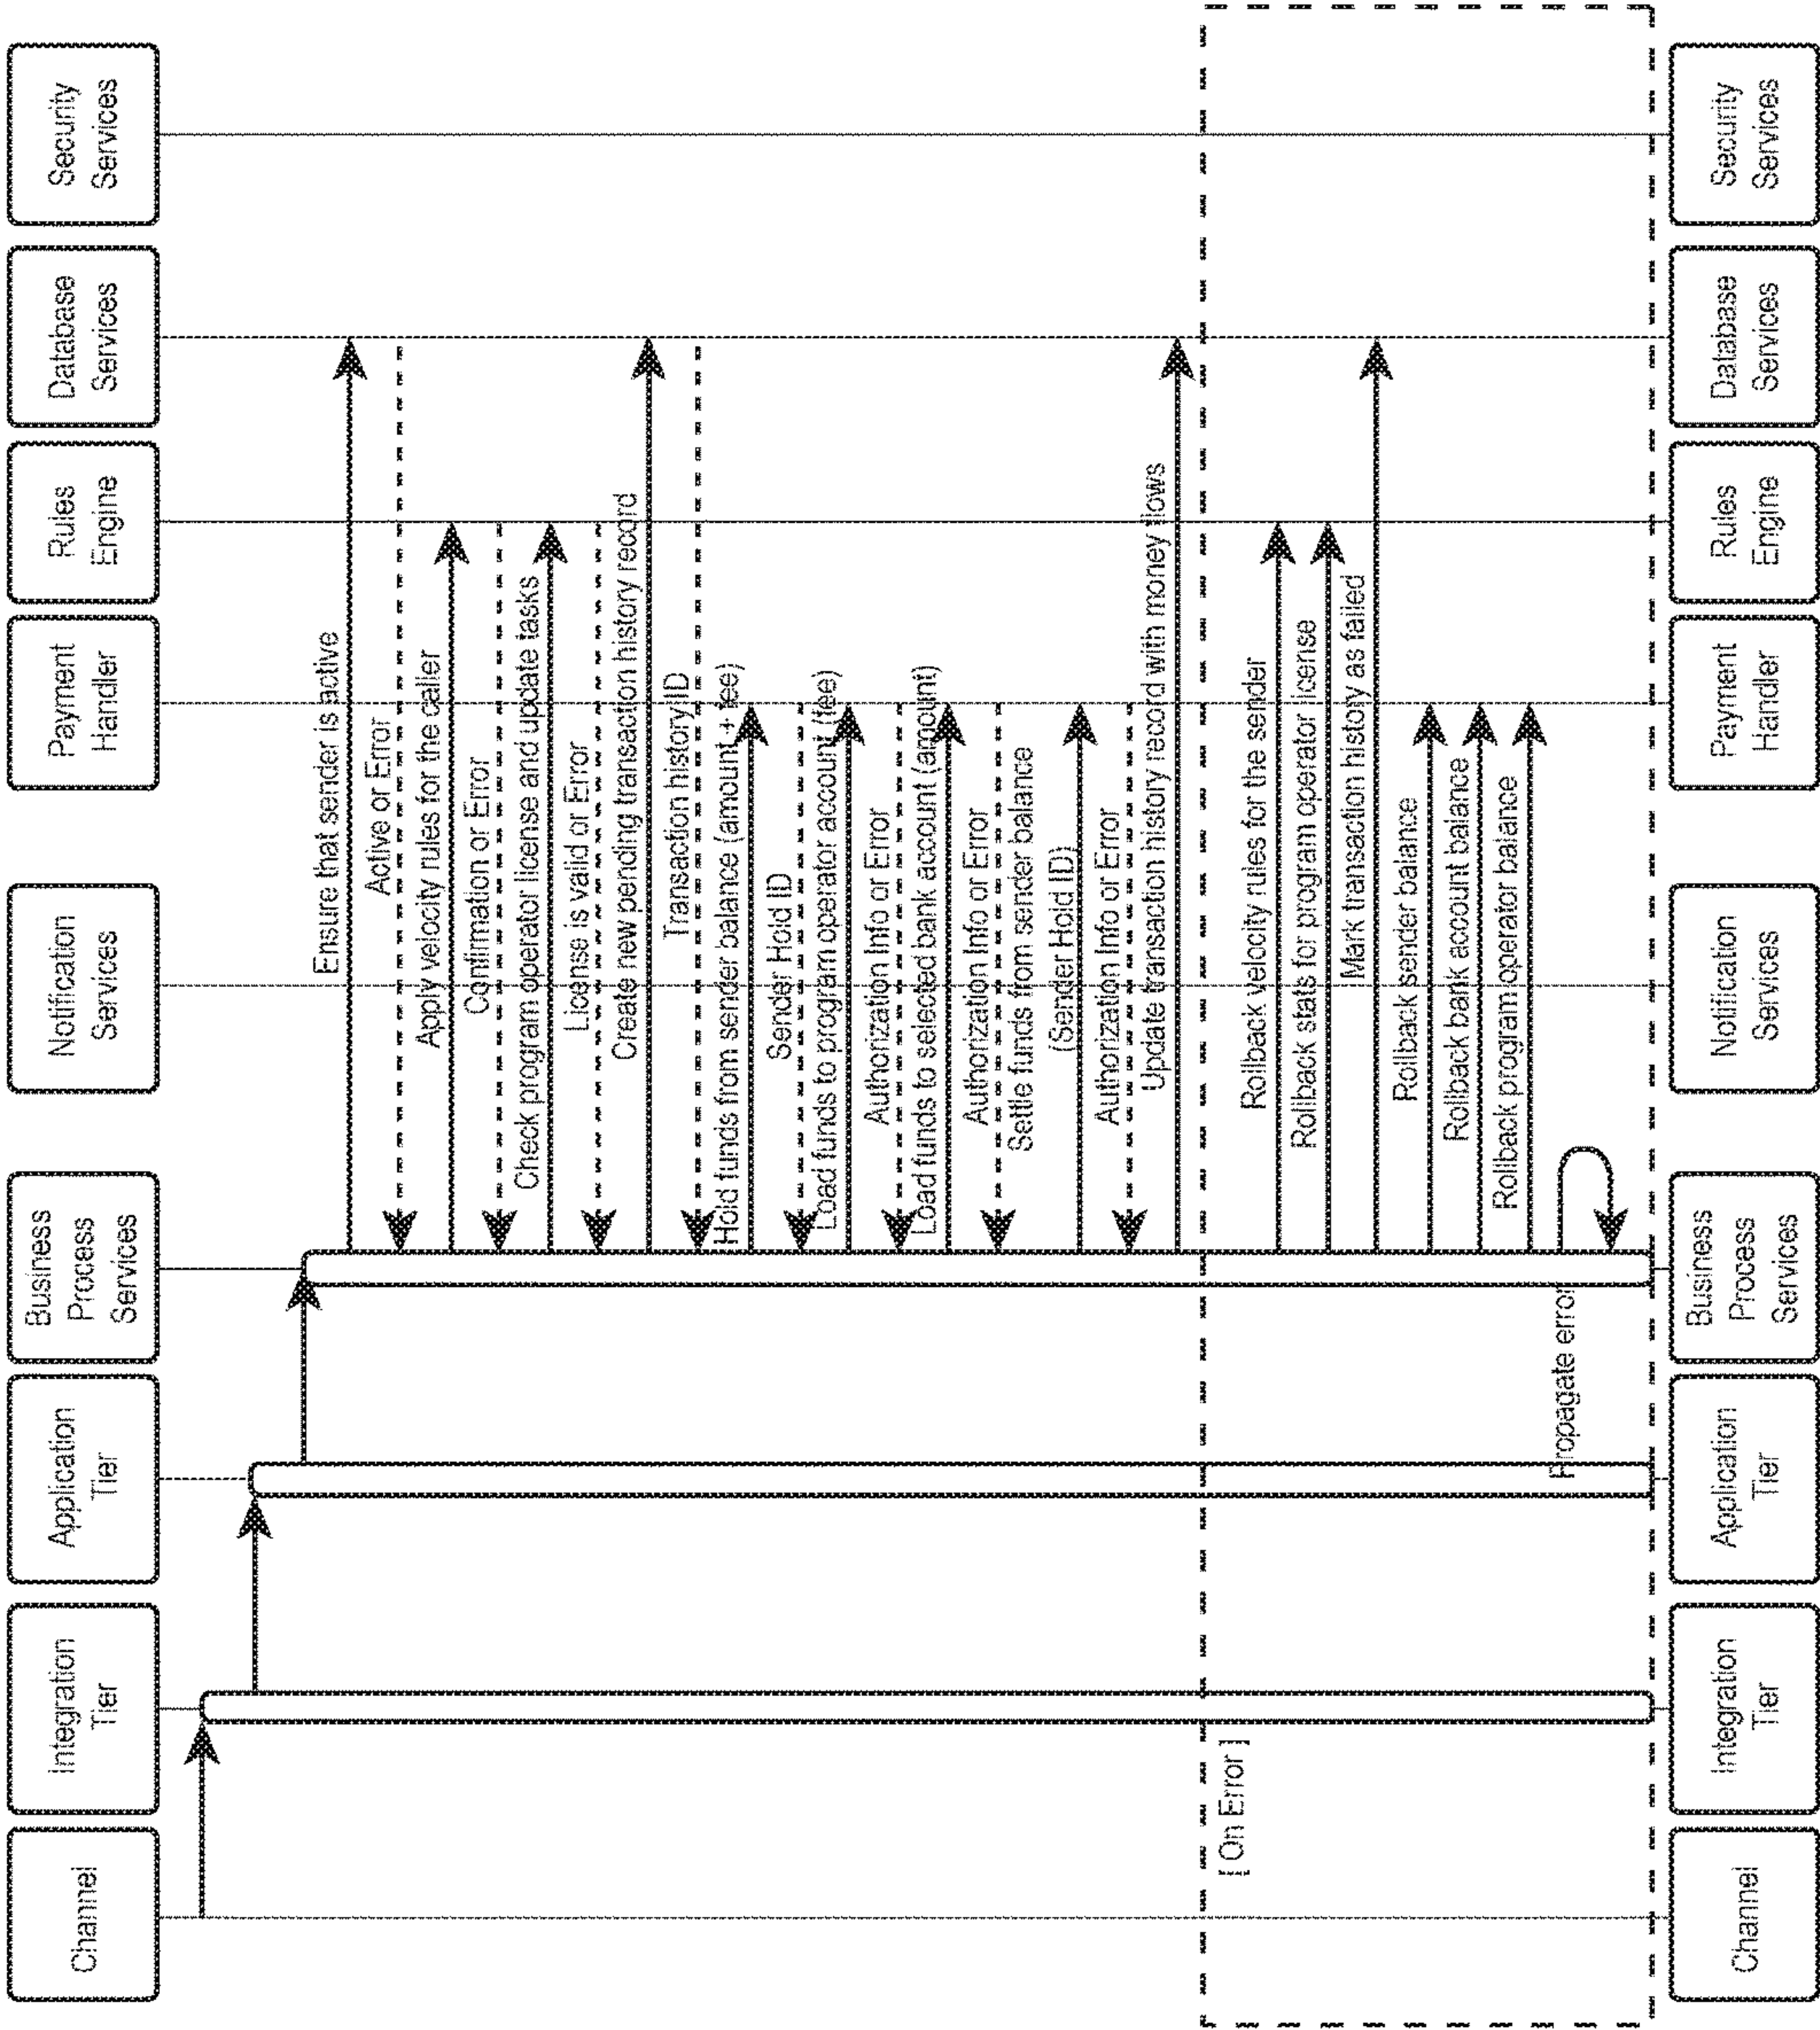 Channel
Integration
Tier
Application
Tier
Business
Process
Services
Notification
Services
Payment
Handler
Rules
Engine
Database
Services
Security
Services
Ensure that sender is active
Active or Error
Apply velocity rules for the caller
Confirmation or Error
Check program operator license and update tasks
License is valid or Error
Create new pending transaction history record
Transaction history ID
Hold funds from sender balance (amount + fee)
Sender Hold ID
Load funds to program operator account (fee)
Authorization Info or Error
Load funds to selected bank account (amount)
Authorization Info or Error
Settle funds from sender balance
(Sender Hold ID)
Authorization Info or Error
Update transaction history record with money flows
[ On Error ]
Rollback velocity rules for the sender
Rollback stats for program operator license
Mark transaction history as failed
Rollback sender balance
Rollback bank account balance
Rollback program operator balance
Propagate error
Channel
Integration
Tier
Application
Tier
Business
Process
Services
Notification
Services
Payment
Handler
Rules
Engine
Database
Services
Security
Services